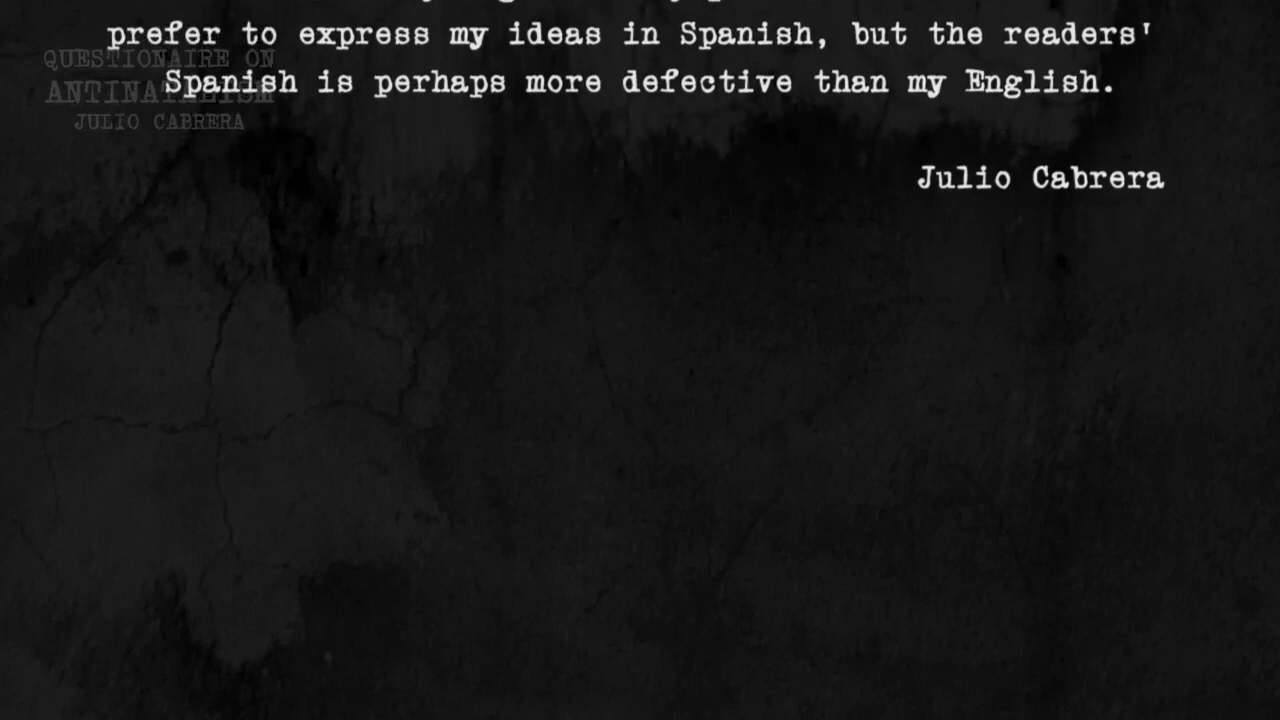 prefer to express my ideas in Spanish, but the readers'
Spanish is perhaps more defective than my English.
Julio Cabrera
QUESTIONAIRE ON
ANTINATALISM
JULIO CABRERA